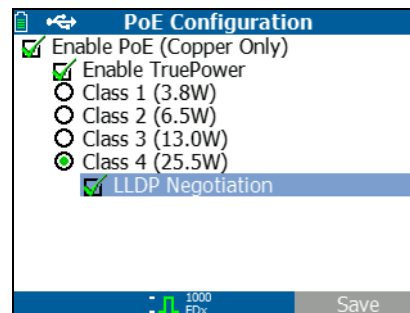 PoE Configuration
Enable PoE (Copper Only)
Enable TruePower
Class 1 (3.8W)
Class 2 (6.5W)
Class 3 (13.0W)
Class 4 (25.5W)
LLDP Negotiation
1000
FDx
Save